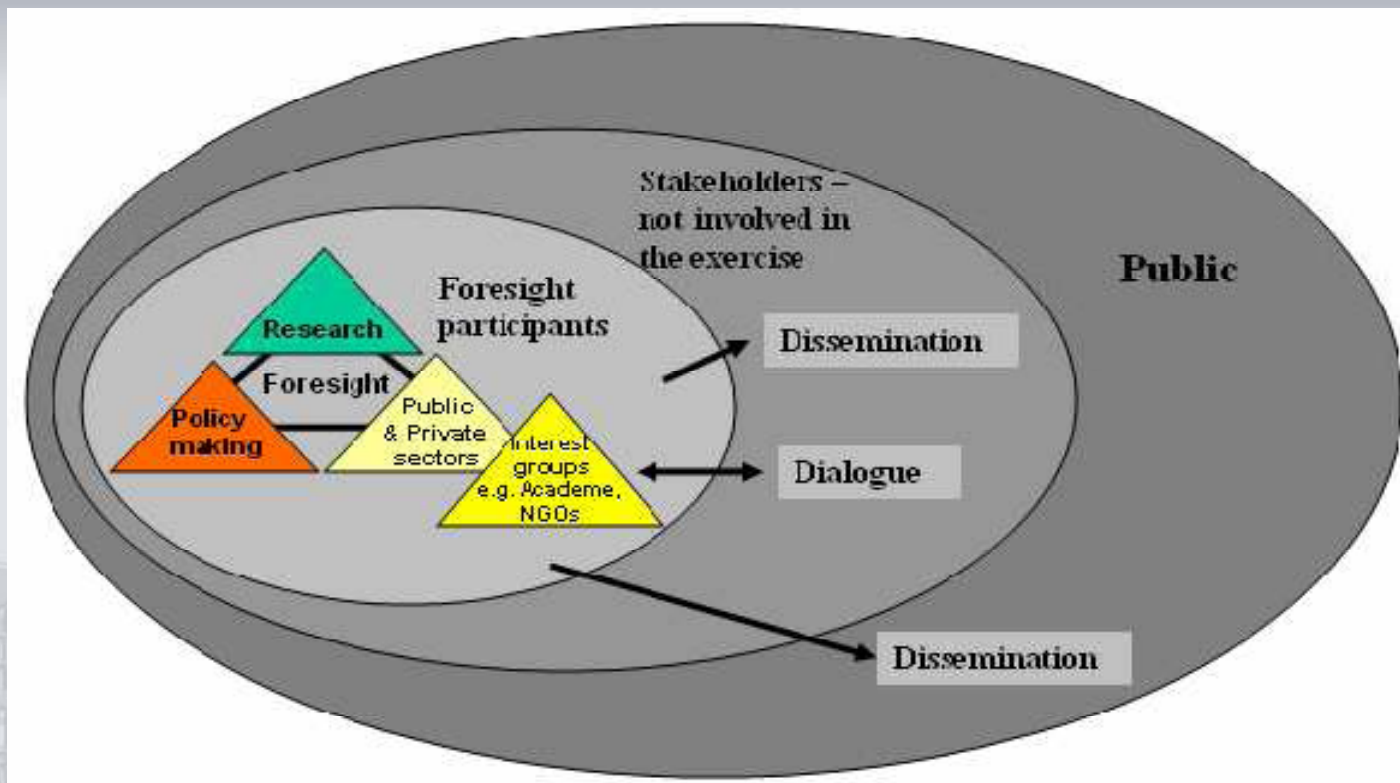 Stakeholders –
not involved in
the exercise
Public
Foresight
participants
Research
Foresight
Policy
making
Public
& Private
sectors
Interest
groups
e.g. Academe,
NGOs
Dissemination
Dialogue
Dissemination